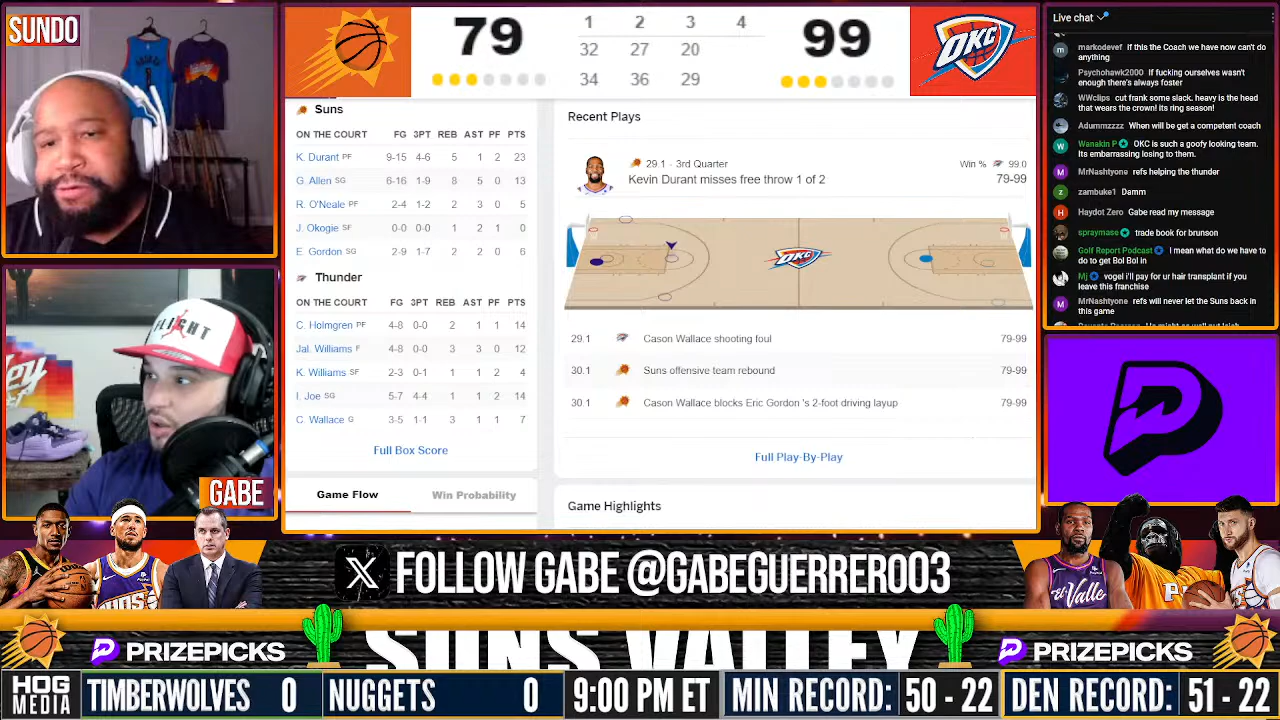 SUNDO
79
1 2 3 4
32 27 20
34 36 29
99
OKC
Suns
ON THE COURT FG 3PT REB AST PF PTS
K. Durant PF 9-15 4-6 5 1 2 23
G. Allen SG 6-16 1-9 8 5 0 13
R. O'Neale PF 2-4 1-2 2 3 0 5
J. Okogie SF 0-0 0-0 1 2 1 0
E. Gordon SG 2-9 1-7 2 2 0 6
Thunder
ON THE COURT FG 3PT REB AST PF PTS
C. Holmgren PF 4-8 0-0 2 1 1 14
Jal. Williams F 4-8 0-0 3 3 0 12
K. Williams SF 2-3 0-1 1 1 2 4
I. Joe SG 5-7 4-4 1 1 2 14
C. Wallace G 3-5 1-1 3 1 1 7
Full Box Score
Game Flow Win Probability
Recent Plays
29.1 - 3rd Quarter
Win % 99.0
Kevin Durant misses free throw 1 of 2
79-99
OKC
29.1 Cason Wallace shooting foul 79-99
30.1 Suns offensive team rebound 79-99
30.1 Cason Wallace blocks Eric Gordon 's 2-foot driving layup 79-99
Full Play-By-Play
Game Highlights
Live chat
markodevef If this the Coach we have now can't do
anything
Psychohawk2000 If fucking ourselves wasn't
enough there's always foster
WWclips cut frank some slack, heavy is the head
that wears the crown! Its ring season!
Adummzzzz When will be get a competent coach
Wanakin P OKC is such a goofy looking team.
Its embarrassing losing to them.
MrNashtyone refs helping the thunder
zambuke1 Damm
Haydot Zero Gabe read my message
spraymase trade book for brunson
Golf Report Podcast I mean what do we have to
do to get Bol Bol in
Mj vogel i'll pay for ur hair transplant if you
leave this franchise
MrNashtyone refs will never let the Suns back in
this game
FLIGHT
GABE
FOLLOW GABE @GABEGUERRERO03
El Valle
PRIZEPICKS
SUNS VALLEY
PRIZEPICKS
HOG
MEDIA
TIMBERWOLVES 0 NUGGETS 0 9:00 PM ET MIN RECORD: 50 - 22 DEN RECORD: 51 - 22